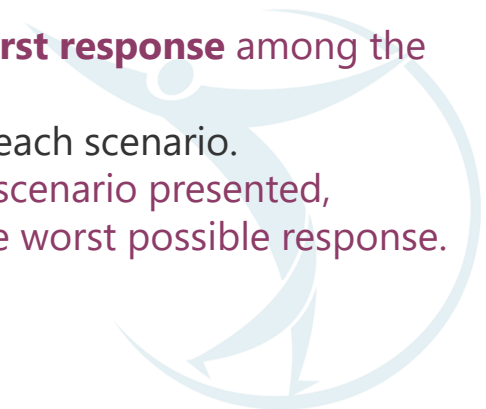 rst response among the
each scenario.
scenario presented,
e worst possible response.